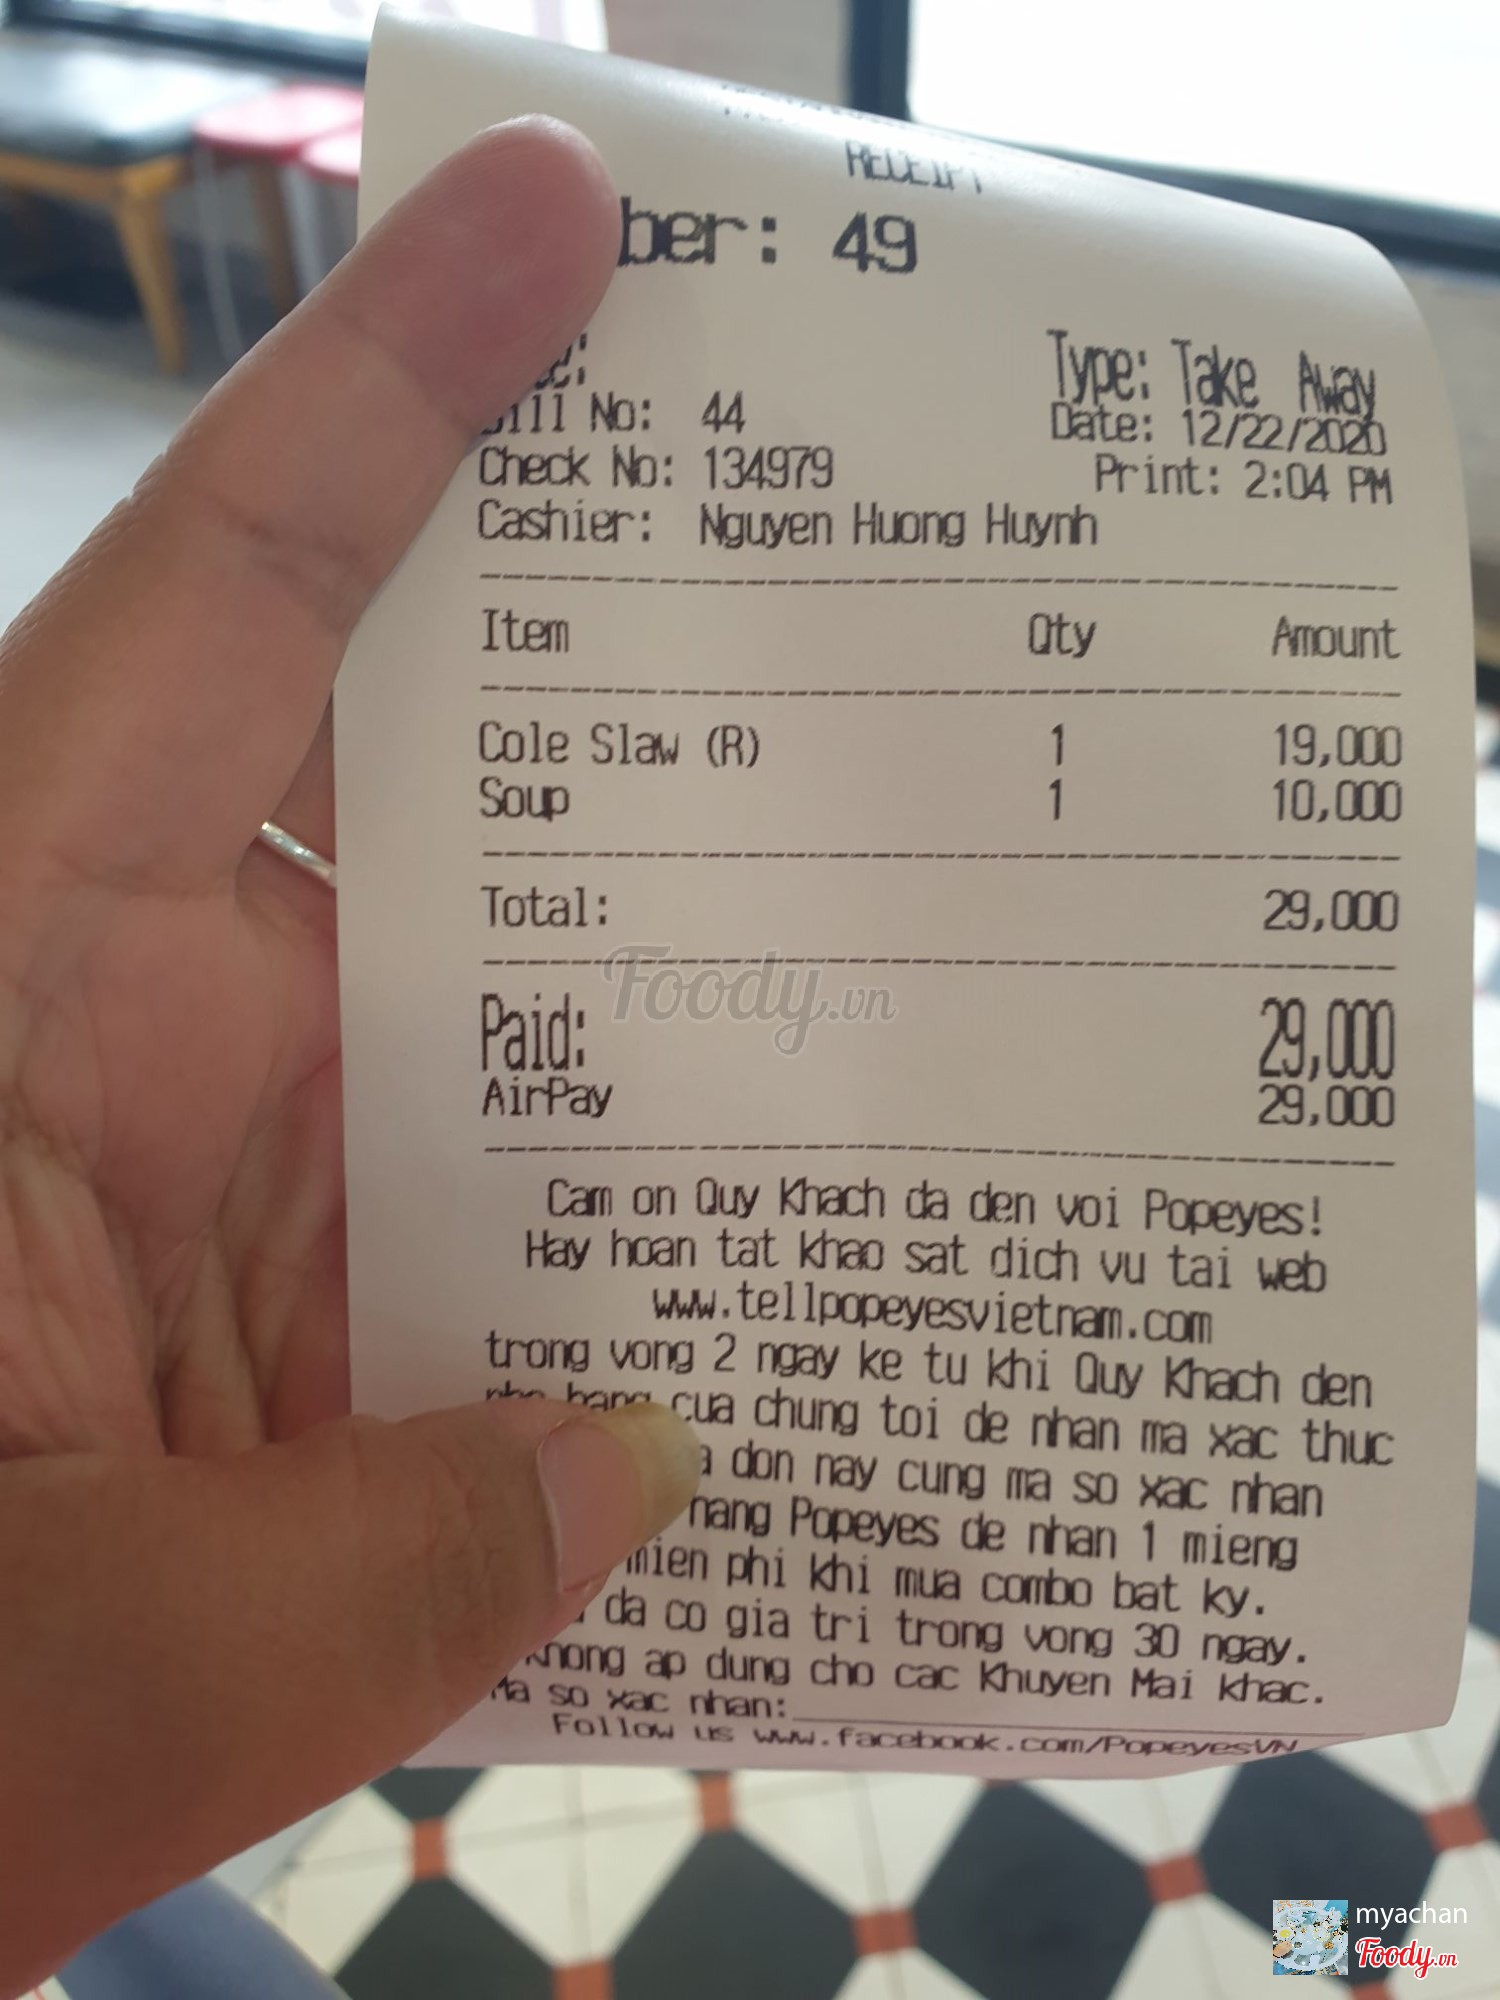 RECEIPT
ber: 49
Type: Take Away
Bill No: 44
Date: 12/22/2020
Check No: 134979
Print: 2:04 PM
Cashier: Nguyen Huong Huynh
Item Qty Amount
Cole Slaw (R) 1 19,000
Soup 1 10,000
Total: 29,000
Foody.vn
Paid: 29,000
AirPay 29,000
Cam on Quy Khach da den voi Popeyes!
Hay hoan tat khao sat dich vu tai web
www.tellpopeyesvietnam.com
trong vong 2 ngay ke tu khi Quy Khach den
nha hang cua chung toi de nhan ma xac thuc
a don nay cung ma so xac nhan
hang Popeyes de nhan 1 mieng
mien phi khi mua combo bat ky.
da co gia tri trong vong 30 ngay.
khong ap dung cho cac Khuyen Mai khac.
Ma so xac nhan:
Follow us www.facebook.com/PopeyesVN
myachan
Foody.vn